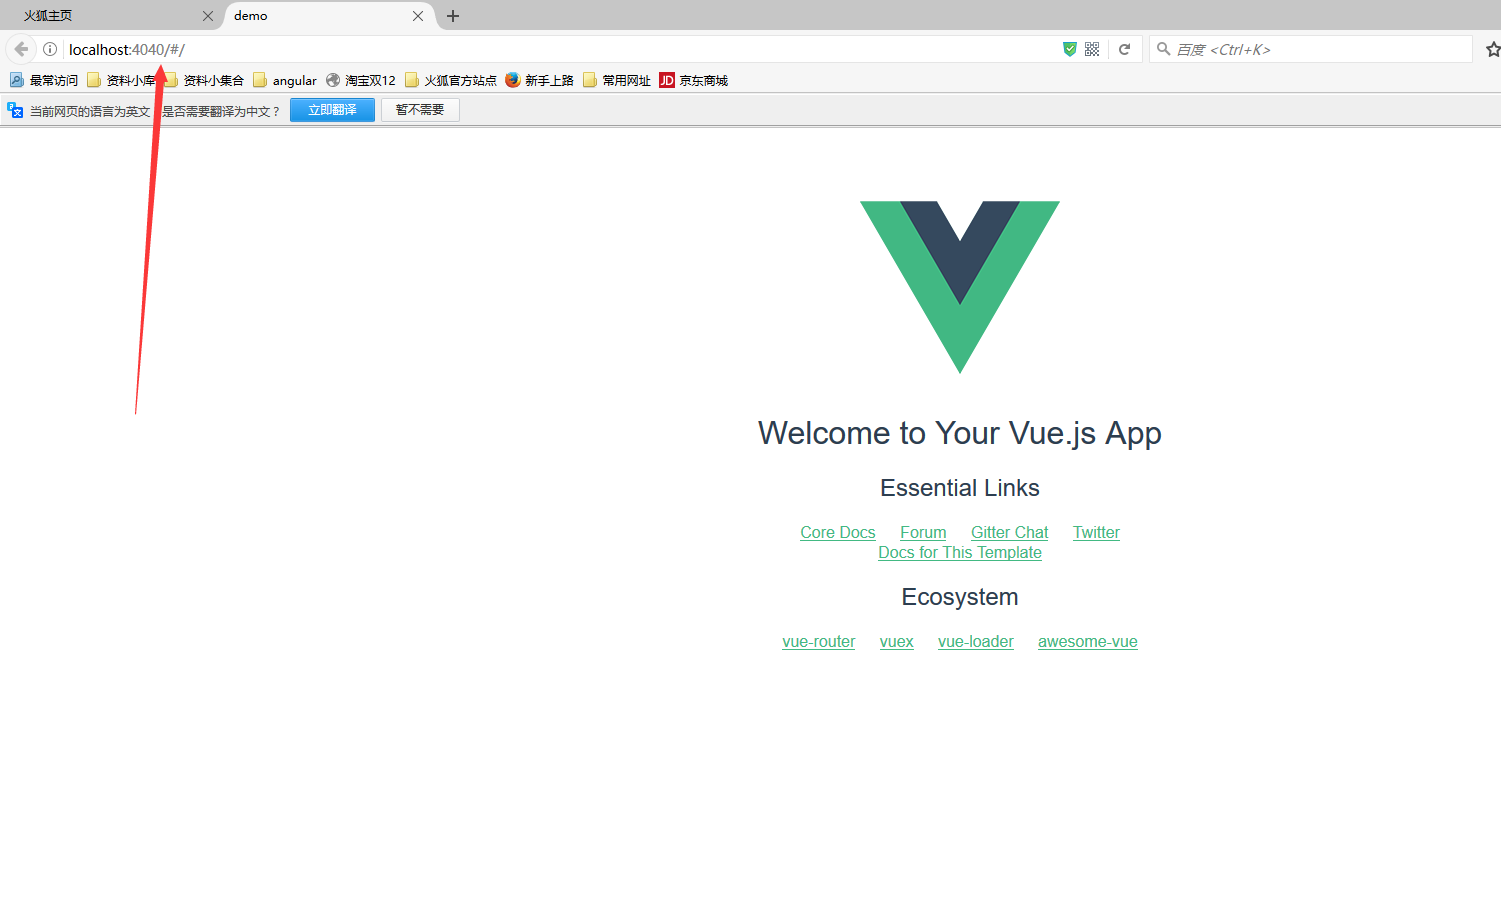 火狐主页 demo
localhost:4040/#/ 百度 <Ctrl+K>
最常访问 资料小库 资料小集合 angular 淘宝双12 火狐官方站点 新手上路 常用网址 JD 京东商城
当前网页的语言为英文 是否需要翻译为中文？ 立即翻译 暂不需要
Welcome to Your Vue.js App
Essential Links
Core Docs Forum Gitter Chat Twitter
Docs for This Template
Ecosystem
vue-router vuex vue-loader awesome-vue